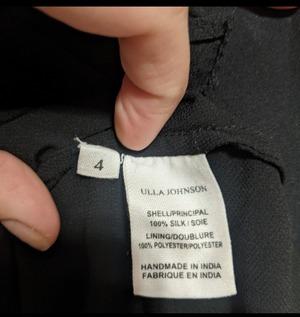 4
ULLA JOHNSON
SHELL/PRINCIPAL
100% SILK/SOIE
LINING/DOUBLURE
100% POLYESTER/POLYESTER
HANDMADE IN INDIA
FABRIQUE EN INDIA